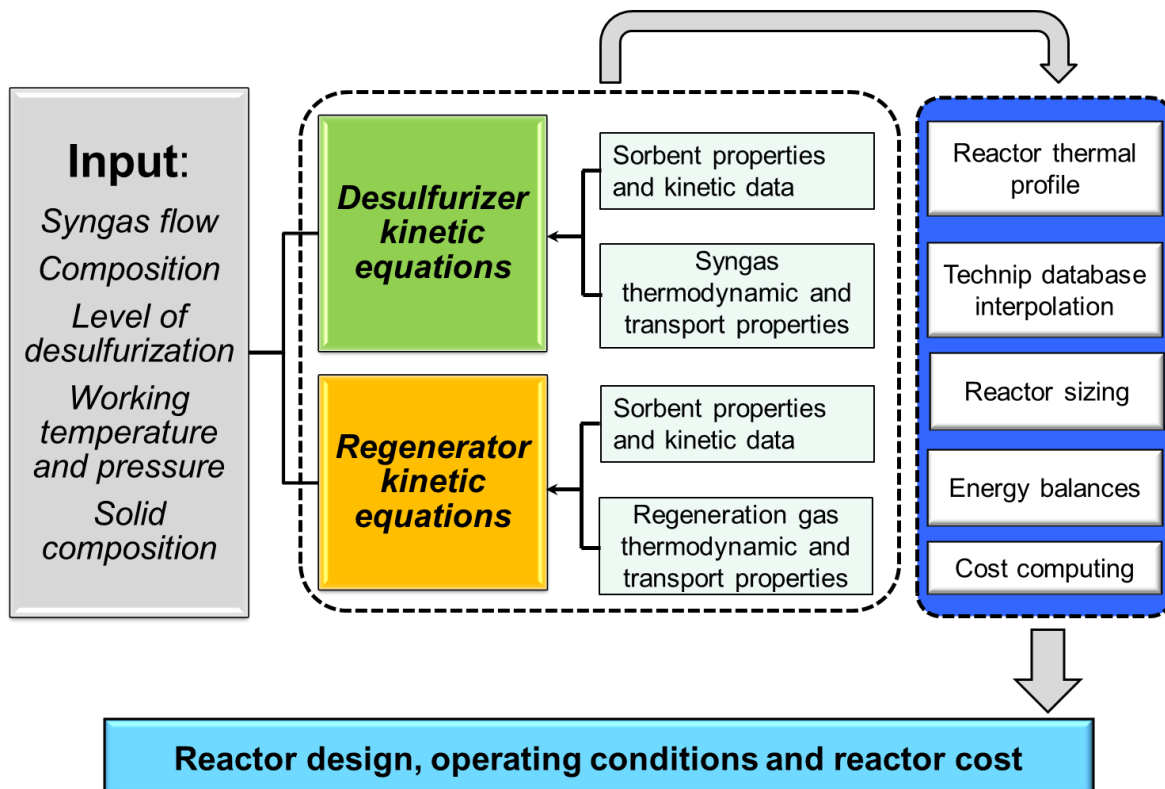 Input:
Syngas flow
Composition
Level of
desulfurization
Working
temperature
and pressure
Solid
composition
Desulfurizer
kinetic
equations
Sorbent properties
and kinetic data
Syngas
thermodynamic and
transport properties
Regenerator
kinetic
equations
Sorbent properties
and kinetic data
Regeneration gas
thermodynamic and
transport properties
Reactor thermal
profile
Technip database
interpolation
Reactor sizing
Energy balances
Cost computing
Reactor design, operating conditions and reactor cost